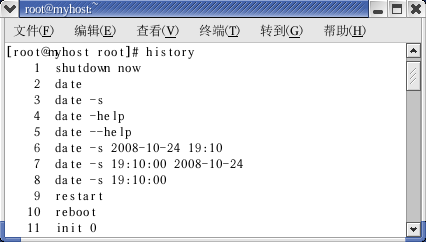 root@myhost:~
文件(F) 编辑(E) 查看(V) 终端(T) 转到(G) 帮助(H)
[root@myhost root]# history
1 shutdown now
2 date
3 date -s
4 date -help
5 date --help
6 date -s 2008-10-24 19:10
7 date -s 19:10:00 2008-10-24
8 date -s 19:10:00
9 restart
10 reboot
11 init 0